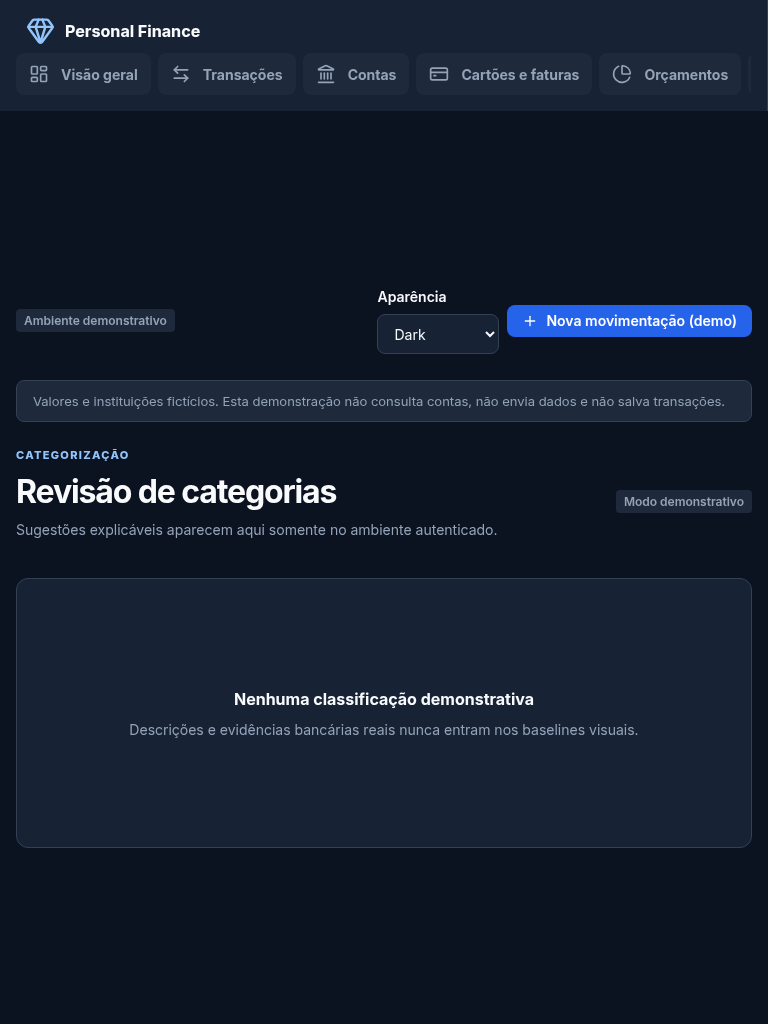 Personal Finance
Visão geral
Transações
Contas
Cartões e faturas
Orçamentos
Ambiente demonstrativo
Aparência
Dark
Nova movimentação (demo)
Valores e instituições fictícios. Esta demonstração não consulta contas, não envia dados e não salva transações.
CATEGORIZAÇÃO
Revisão de categorias
Modo demonstrativo
Sugestões explicáveis aparecem aqui somente no ambiente autenticado.
Nenhuma classificação demonstrativa
Descrições e evidências bancárias reais nunca entram nos baselines visuais.